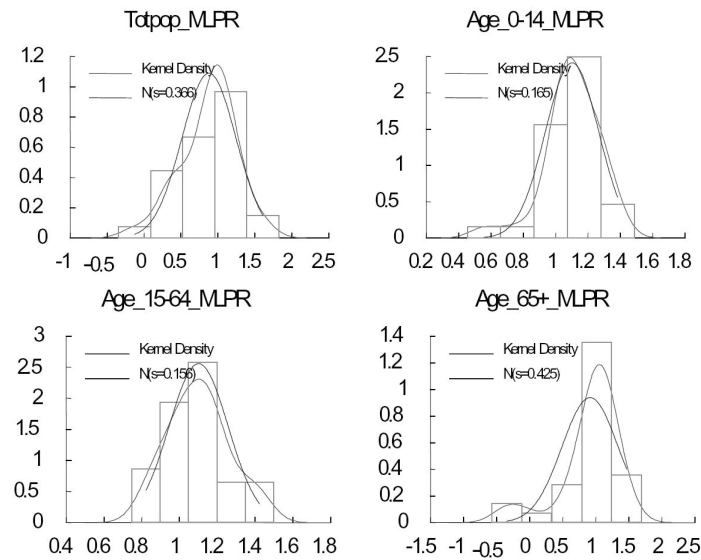 Totpop_MLPR
Kernel Density
N(s=0.366)
1.2
1
0.8
0.6
0.4
0.2
0
-1 -0.5 0 0.5 1 1.5 2 2.5
Age_0-14_MLPR
Kernel Density
N(s=0.165)
2.5
2
1.5
1
0.5
0
0.2 0.4 0.6 0.8 1 1.2 1.4 1.6 1.8
Age_15-64_MLPR
Kernel Density
N(s=0.156)
3
2.5
2
1.5
1
0.5
0
0.4 0.6 0.8 1 1.2 1.4 1.6 1.8
Age_65+_MLPR
Kernel Density
N(s=0.425)
1.4
1.2
1
0.8
0.6
0.4
0.2
0
-1.5 -1 -0.5 0 0.5 1 1.5 2 2.5